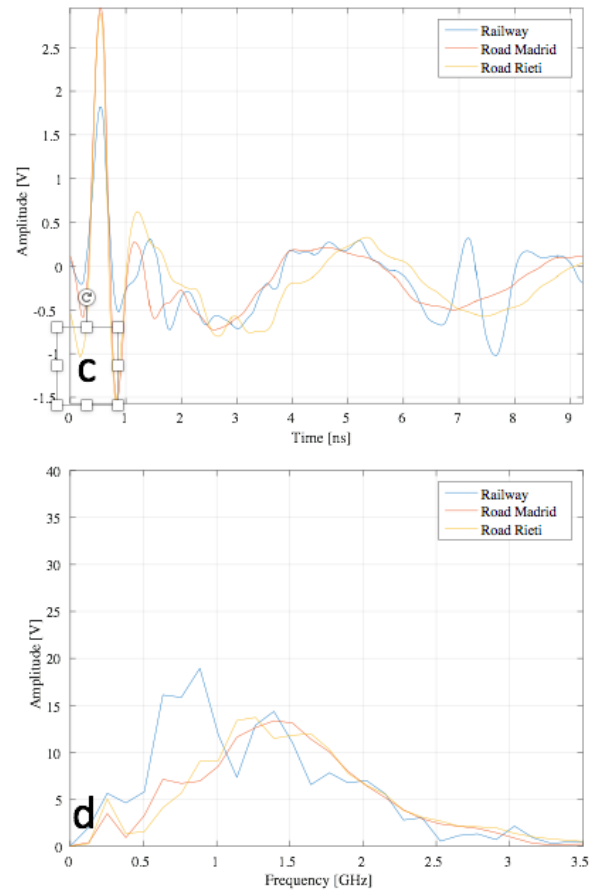 2.5
2
1.5
1
0.5
0
-0.5
-1
-1.5
Amplitude [V]
Railway
Road Madrid
Road Rieti
C
0 1 2 3 4 5 6 7 8 9
Time [ns]
40
35
30
25
20
15
10
5
0
Amplitude [V]
Railway
Road Madrid
Road Rieti
d
0 0.5 1 1.5 2 2.5 3 3.5
Frequency [GHz]